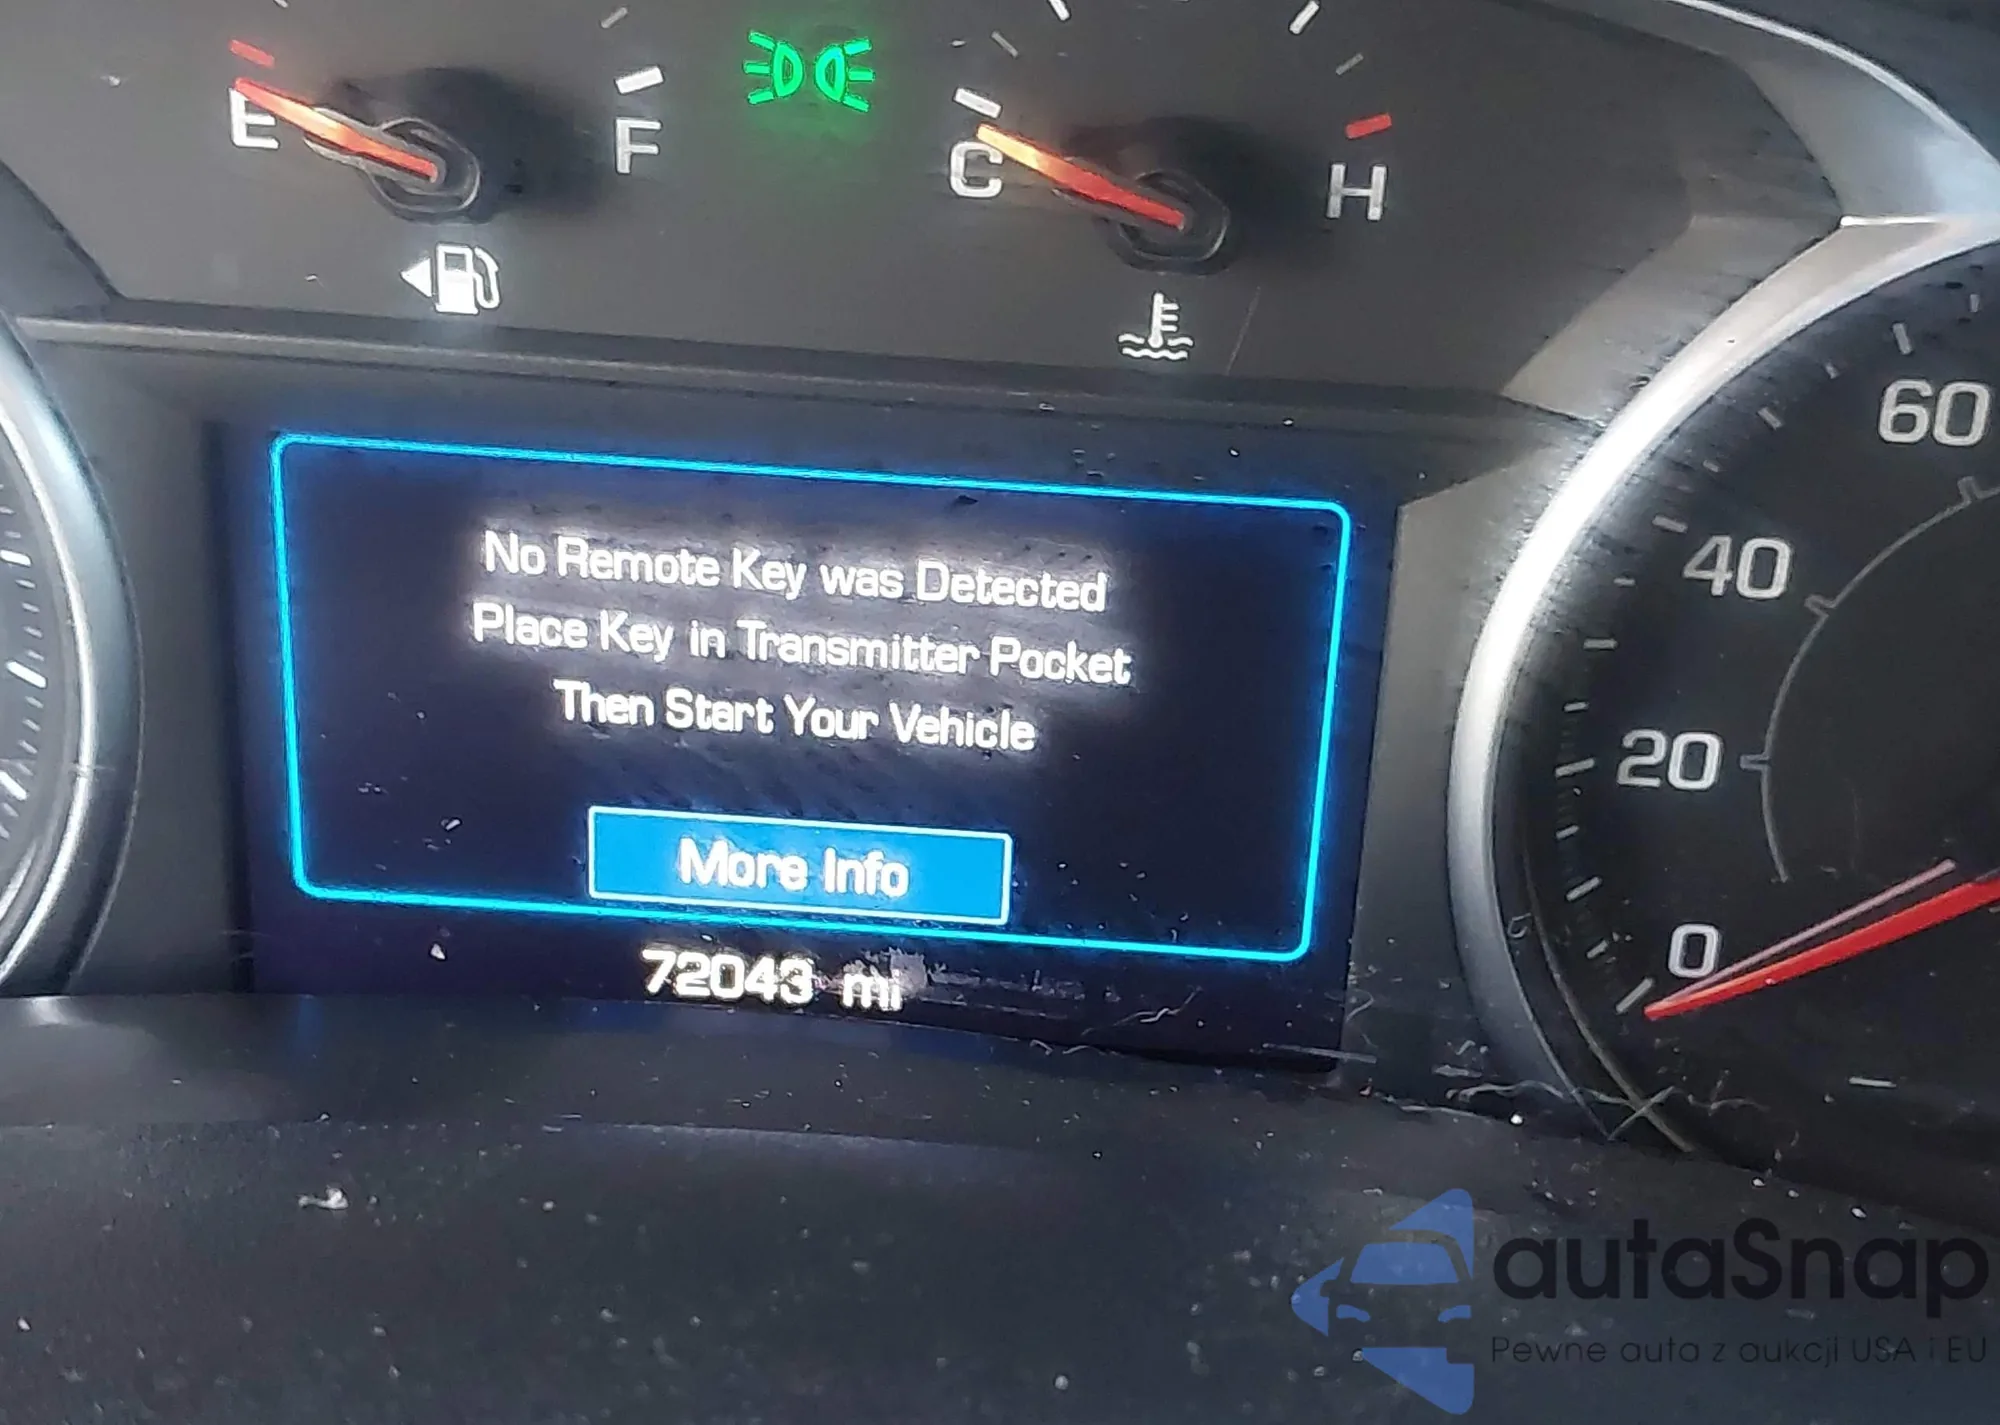 E
F
C
H
60
40
20
0
No Remote Key was Detected
Place Key in Transmitter Pocket
Then Start Your Vehicle
More Info
72043 mi
autaSnap
Pewne auta z aukcji USA i EU